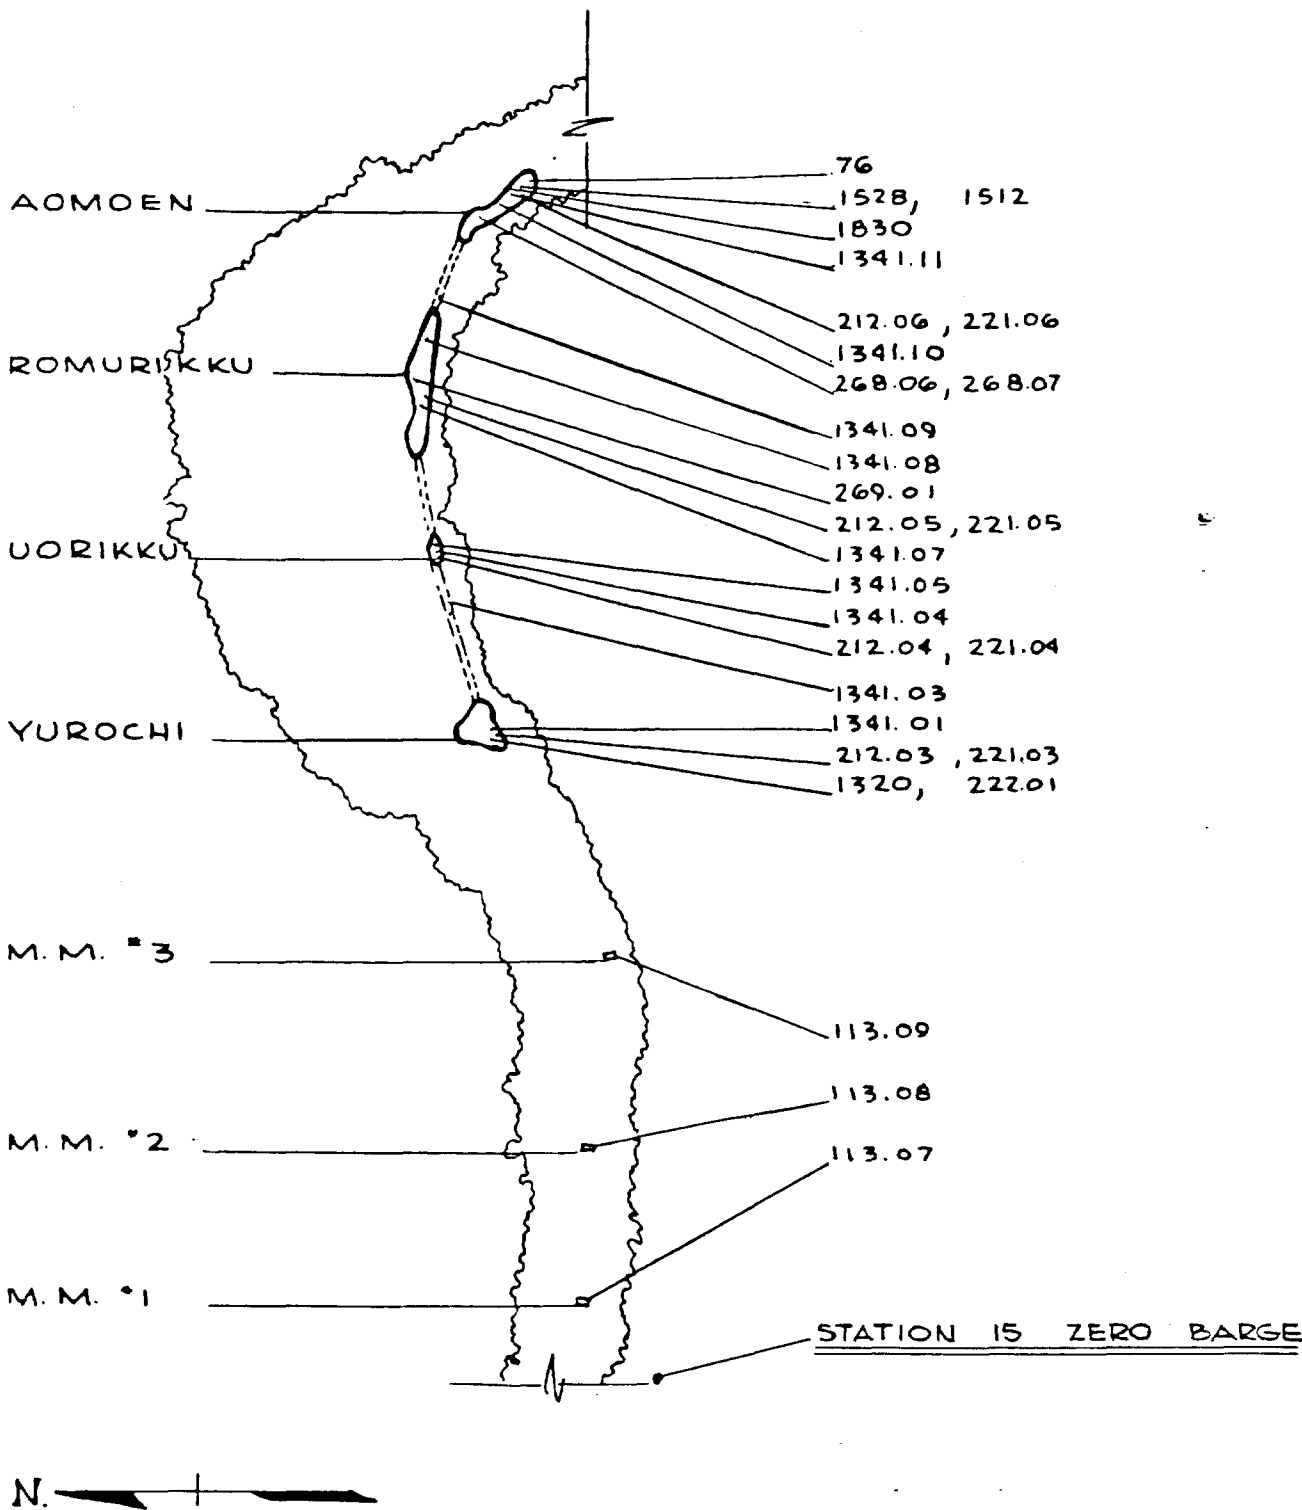 76
1528, 1512
AOMOEN
1830
1341.11
212.06, 221.06
1341.10
ROMURIKKU
268.06, 268.07
1341.09
1341.08
269.01
212.05, 221.05
UORIKKU
1341.07
1341.05
1341.04
212.04, 221.04
1341.03
YUROCHI
1341.01
212.03, 221.03
1320, 222.01
M.M. #3
113.09
113.08
M.M. #2
113.07
M.M. #1
STATION 15 ZERO BARGE
N.